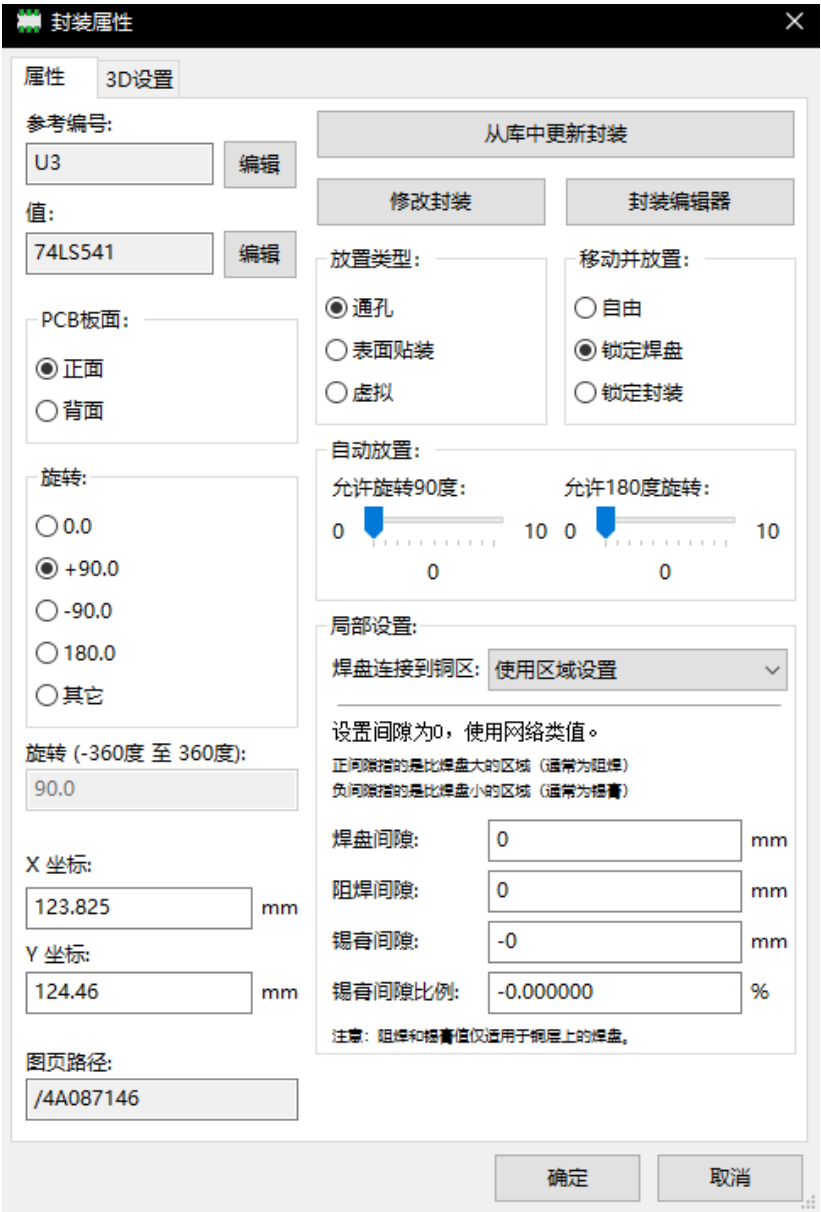 封装属性
属性
3D设置
参考编号:
U3
编辑
值:
74LS541
编辑
PCB板面:
正面
背面
旋转:
0.0
+90.0
-90.0
180.0
其它
旋转 (-360度 至 360度):
90.0
X 坐标:
123.825 mm
Y 坐标:
124.46 mm
图页路径:
/4A087146
从库中更新封装
修改封装
封装编辑器
放置类型:
通孔
表面贴装
虚拟
移动并放置:
自由
锁定焊盘
锁定封装
自动放置:
允许旋转90度:
0 10
0
允许180度旋转:
0 10
0
局部设置:
焊盘连接到铜区: 使用区域设置
设置间隙为0，使用网络类值。
正间隙指的是比焊盘大的区域（通常为阻焊）
负间隙指的是比焊盘小的区域（通常为锡膏）
焊盘间隙: 0 mm
阻焊间隙: 0 mm
锡膏间隙: -0 mm
锡膏间隙比例: -0.000000 %
注意：阻焊和锡膏值仅适用于铜层上的焊盘。
确定
取消